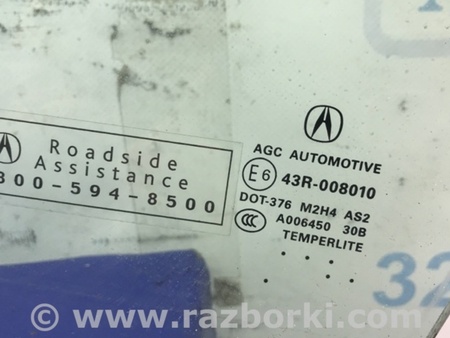 Roadside
Assistance
800-594-8500
AGC AUTOMOTIVE
E6 43R-008010
DOT-376 M2H4 AS2
CCC A006450 30B
TEMPERLITE
32
© www.razborki.com